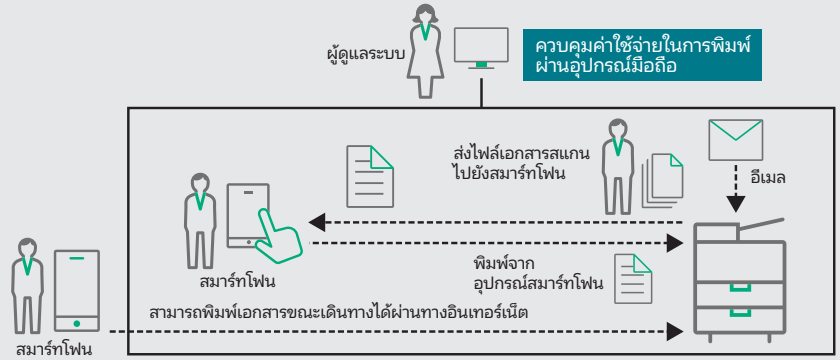 ผู้ดูแลระบบ
ควบคุมค่าใช้จ่ายในการพิมพ์
ผ่านอุปกรณ์มือถือ
ส่งไฟล์เอกสารสแกน
ไปยังสมาร์ทโฟน
อีเมล
สมาร์ทโฟน
พิมพ์จาก
อุปกรณ์สมาร์ทโฟน
สามารถพิมพ์เอกสารขณะเดินทางได้ผ่านทางอินเทอร์เน็ต
สมาร์ทโฟน